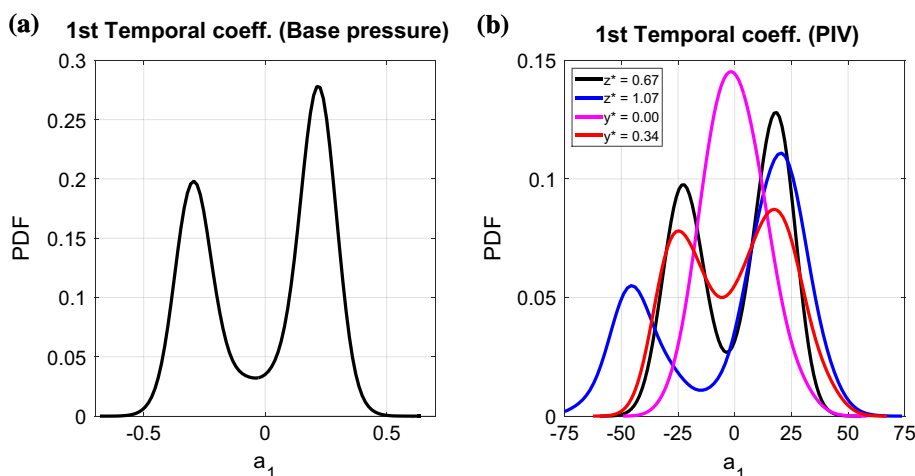 (a)
1st Temporal coeff. (Base pressure)
0.3
0.25
0.2
0.15
0.1
0.05
0
-0.5
0
0.5
PDF
a1
(b)
1st Temporal coeff. (PIV)
z* = 0.67
z* = 1.07
y* = 0.00
y* = 0.34
0.15
0.1
0.05
0
-75
-50
-25
0
25
50
75
PDF
a1